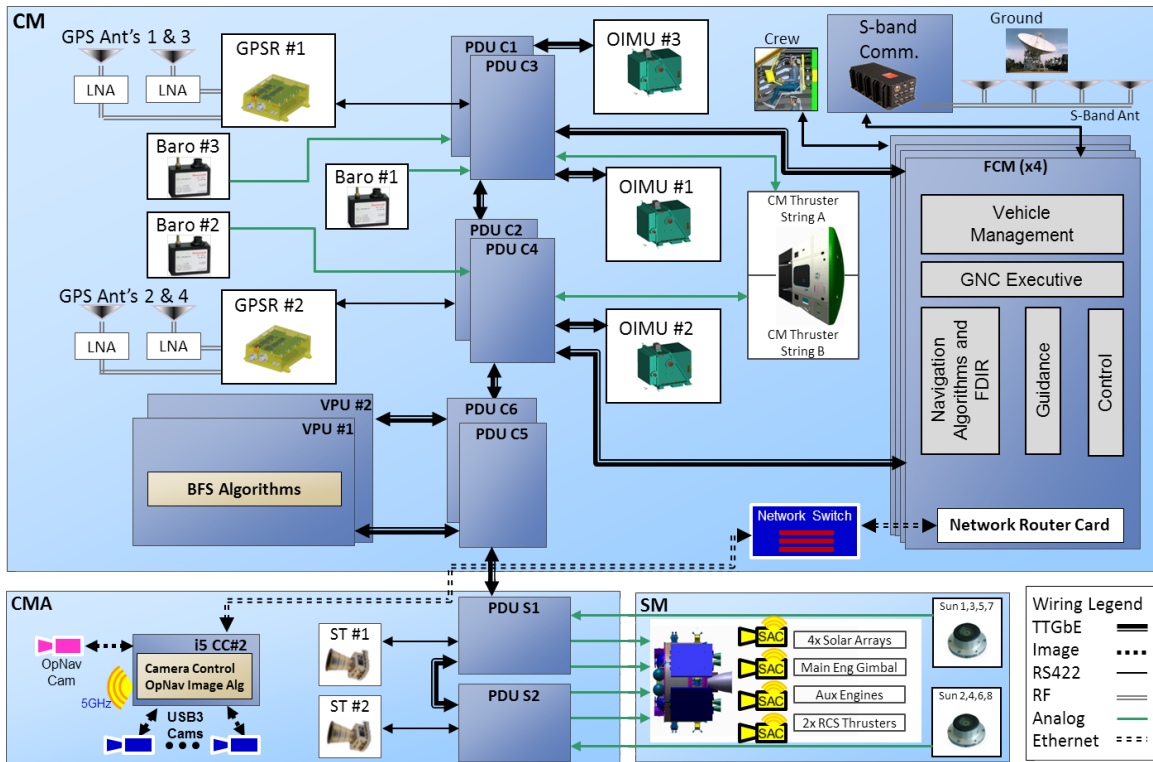 CM
GPS Ant's 1 & 3
LNA
LNA
GPSR #1
PDU C1
PDU C3
OIMU #3
Crew
S-band
Comm.
Ground
S-Band Ant
Baro #3
Baro #1
OIMU #1
Baro #2
CM Thruster
String A
CM Thruster
String B
FCM (x4)
Vehicle
Management
GNC Executive
Navigation
Algorithms and
FDIR
Guidance
Control
Network Router Card
PDU C2
PDU C4
GPS Ant's 2 & 4
LNA
LNA
GPSR #2
OIMU #2
VPU #2
VPU #1
BFS Algorithms
PDU C6
PDU C5
Network Switch
CMA
i5 CC#2
Camera Control
OpNav Image Alg
OpNav
Cam
5GHz
USB3
Cams
ST #1
ST #2
PDU S1
PDU S2
SM
SAC
SAC
SAC
SAC
4x Solar Arrays
Main Eng Gimbal
Aux Engines
2x RCS Thrusters
Sun 1,3,5,7
Sun 2,4,6,8
Wiring Legend
TTGbE
Image
RS422
RF
Analog
Ethernet